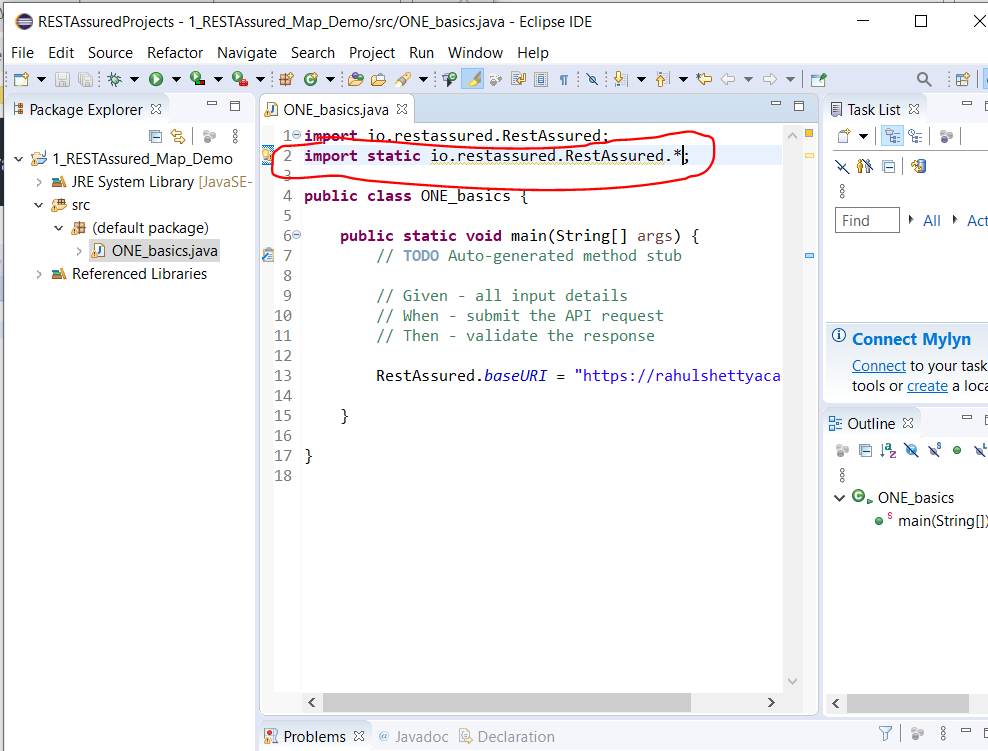 RESTAssuredProjects - 1_RESTAssured_Map_Demo/src/ONE_basics.java - Eclipse IDE
File Edit Source Refactor Navigate Search Project Run Window Help
Package Explorer
1_RESTAssured_Map_Demo
JRE System Library [JavaSE-
src
(default package)
ONE_basics.java
Referenced Libraries
ONE_basics.java
1 import io.restassured.RestAssured;
2 import static io.restassured.RestAssured.*;
3
4 public class ONE_basics {
5
6 public static void main(String[] args) {
7 // TODO Auto-generated method stub
8
9 // Given - all input details
10 // When - submit the API request
11 // Then - validate the response
12
13 RestAssured.baseURI = "https://rahulshettyaca
14
15 }
16
17 }
18
Task List
Find All Act
Connect Mylyn
Connect to your task
tools or create a loca
Outline
ONE_basics
main(String[])
Problems Javadoc Declaration